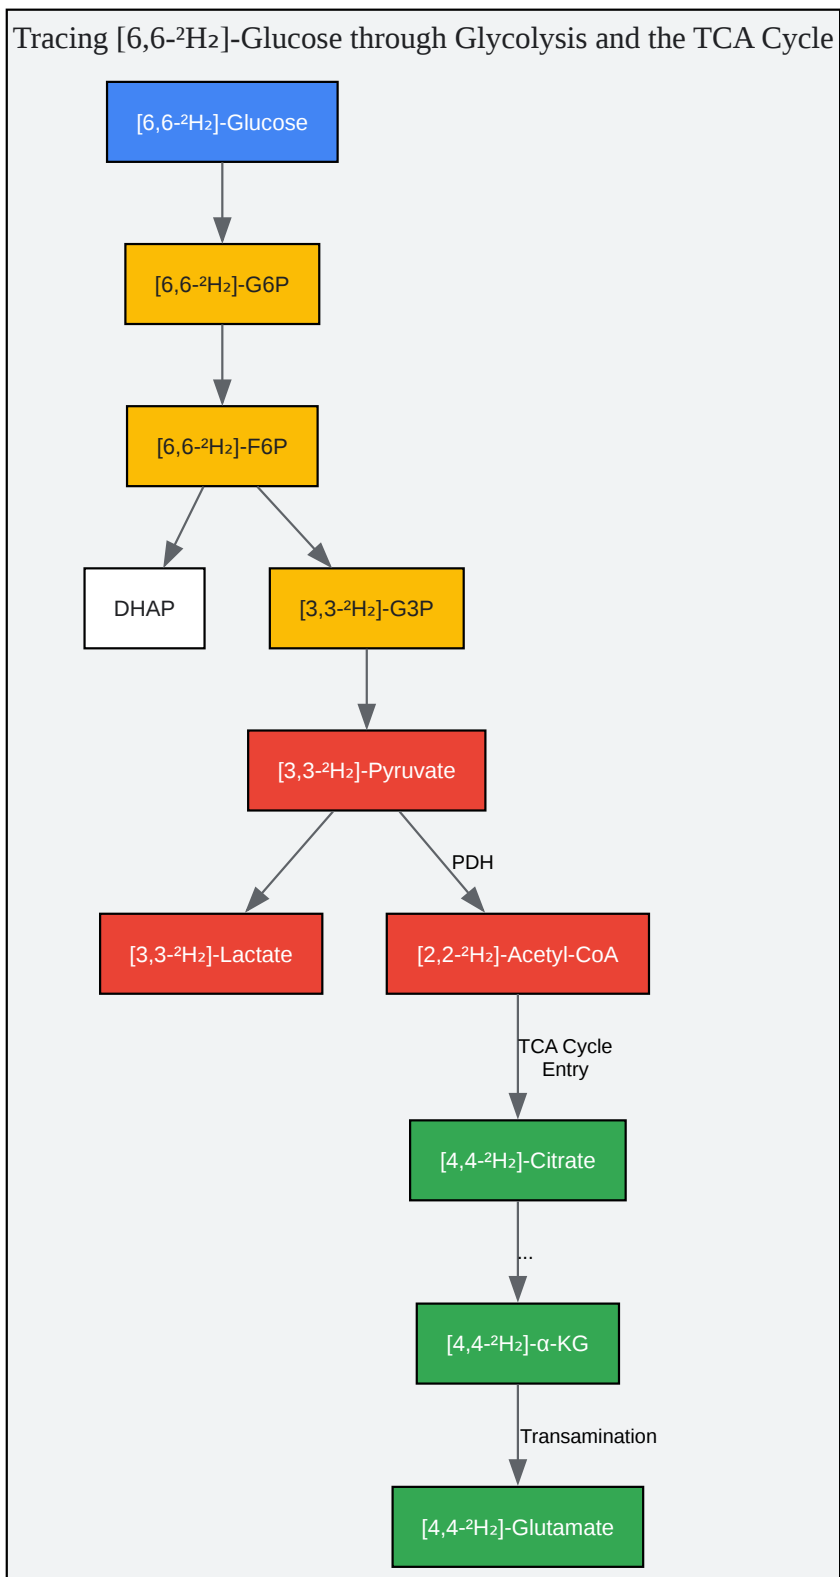 Tracing [6,6-²H₂]-Glucose through Glycolysis and the TCA Cycle
[6,6-²H₂]-Glucose
[6,6-²H₂]-G6P
[6,6-²H₂]-F6P
DHAP
[3,3-²H₂]-G3P
[3,3-²H₂]-Pyruvate
PDH
[3,3-²H₂]-Lactate
[2,2-²H₂]-Acetyl-CoA
TCA Cycle
Entry
[4,4-²H₂]-Citrate
...
[4,4-²H₂]-α-KG
Transamination
[4,4-²H₂]-Glutamate